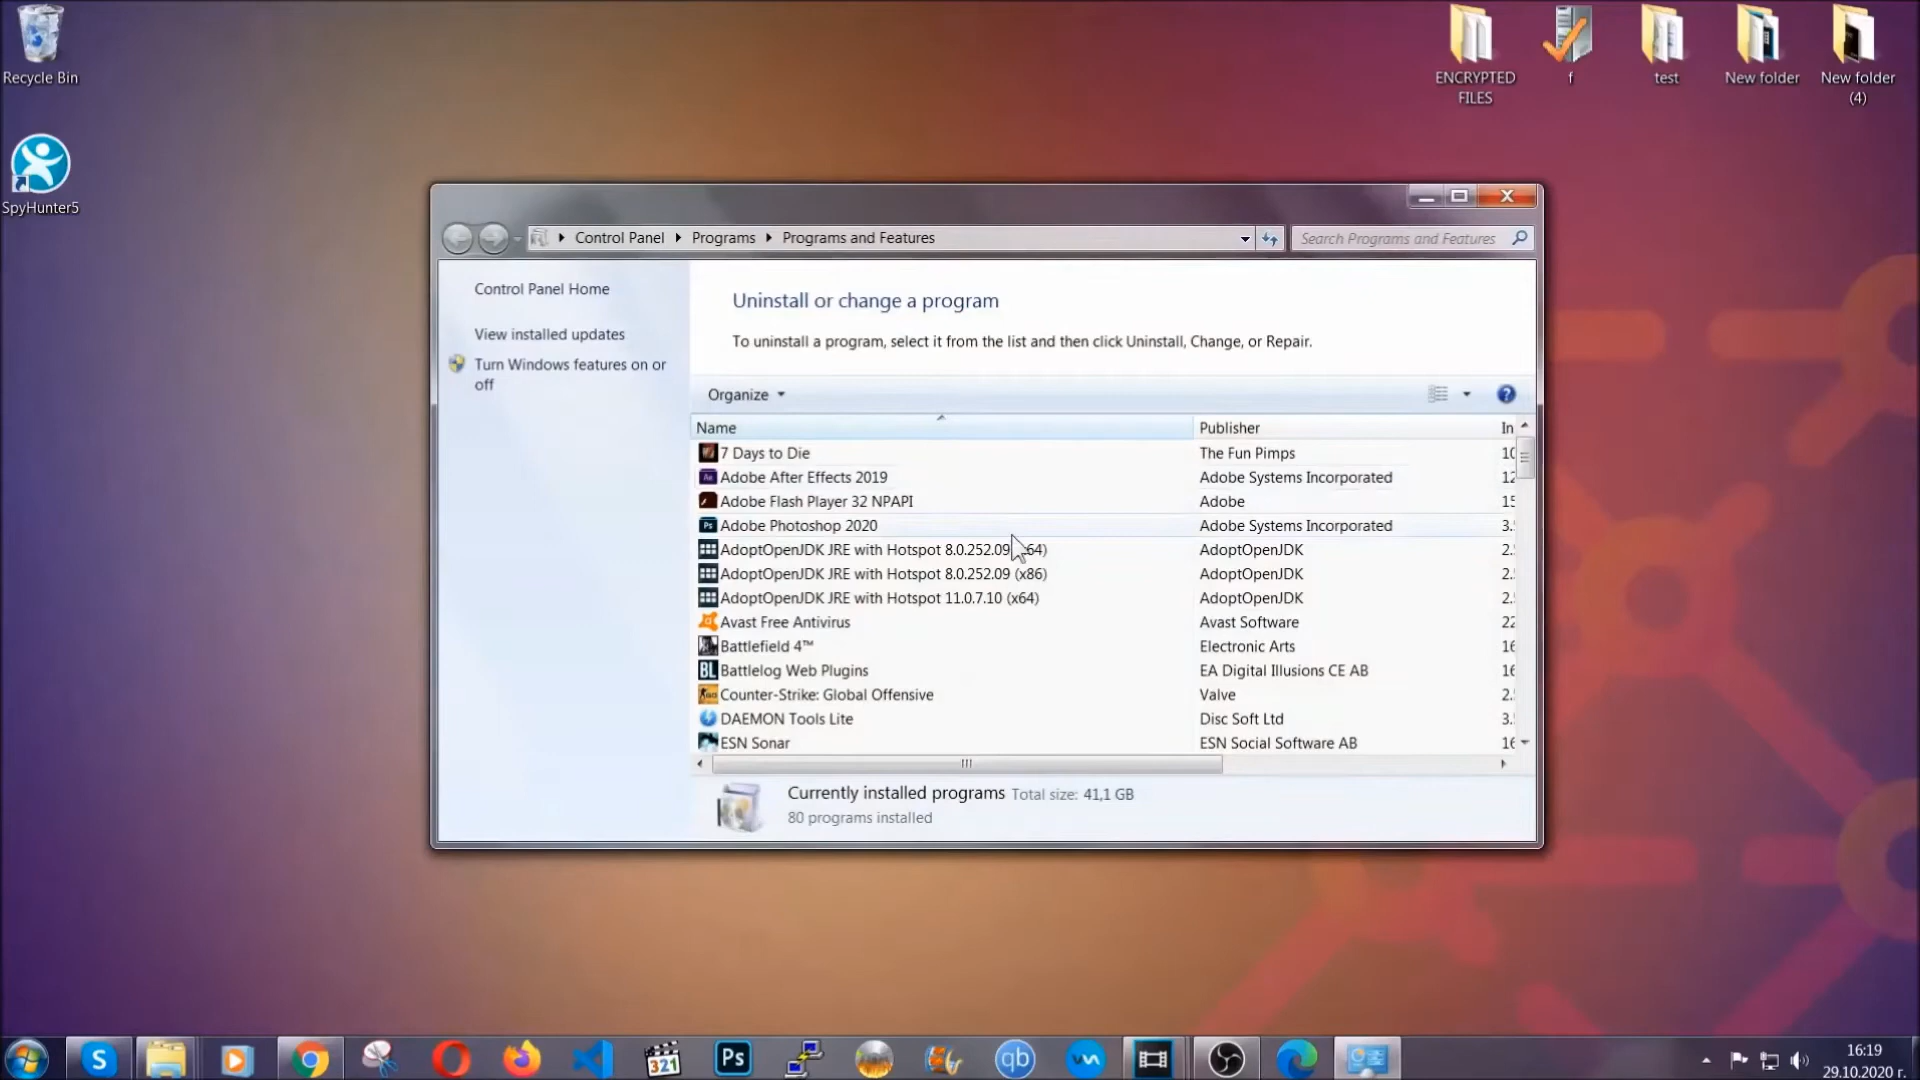 Recycle Bin
SpyHunter5
ENCRYPTED
FILES
f
test
New folder
New folder
(4)
Control Panel
Programs
Programs and Features
Search Programs and Features
Control Panel Home
View installed updates
Turn Windows features on or
off
Uninstall or change a program
To uninstall a program, select it from the list and then click Uninstall, Change, or Repair.
Organize
Name Publisher In
7 Days to Die The Fun Pimps 10
Adobe After Effects 2019 Adobe Systems Incorporated 12
Adobe Flash Player 32 NPAPI Adobe 15
Adobe Photoshop 2020 Adobe Systems Incorporated 3.
AdoptOpenJDK JRE with Hotspot 8.0.252.09 x64) AdoptOpenJDK 2.
AdoptOpenJDK JRE with Hotspot 8.0.252.09 (x86) AdoptOpenJDK 2.
AdoptOpenJDK JRE with Hotspot 11.0.7.10 (x64) AdoptOpenJDK 2.
Avast Free Antivirus Avast Software 22
Battlefield 4™ Electronic Arts 16
BL Battlelog Web Plugins EA Digital Illusions CE AB 16
Counter-Strike: Global Offensive Valve 2.
DAEMON Tools Lite Disc Soft Ltd 3.
ESN Sonar ESN Social Software AB 16
Currently installed programs Total size: 41,1 GB
80 programs installed
S
321
Ps
qb
16:19
29.10.2020 г.